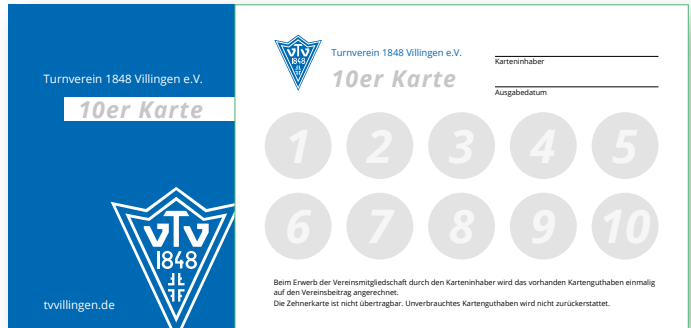 Turnverein 1848 Villingen e.V.
10er Karte
VTV
1848
tvvillingen.de
VTV
1848
Turnverein 1848 Villingen e.V.
10er Karte
Karteninhaber
Ausgabedatum
1 2 3 4 5
6 7 8 9 10
Beim Erwerb der Vereinsmitgliedschaft durch den Karteninhaber wird das vorhanden Kartenguthaben einmalig
auf den Vereinsbeitrag angerechnet.
Die Zehnerkarte ist nicht übertragbar. Unverbrauchtes Kartenguthaben wird nicht zurückerstattet.